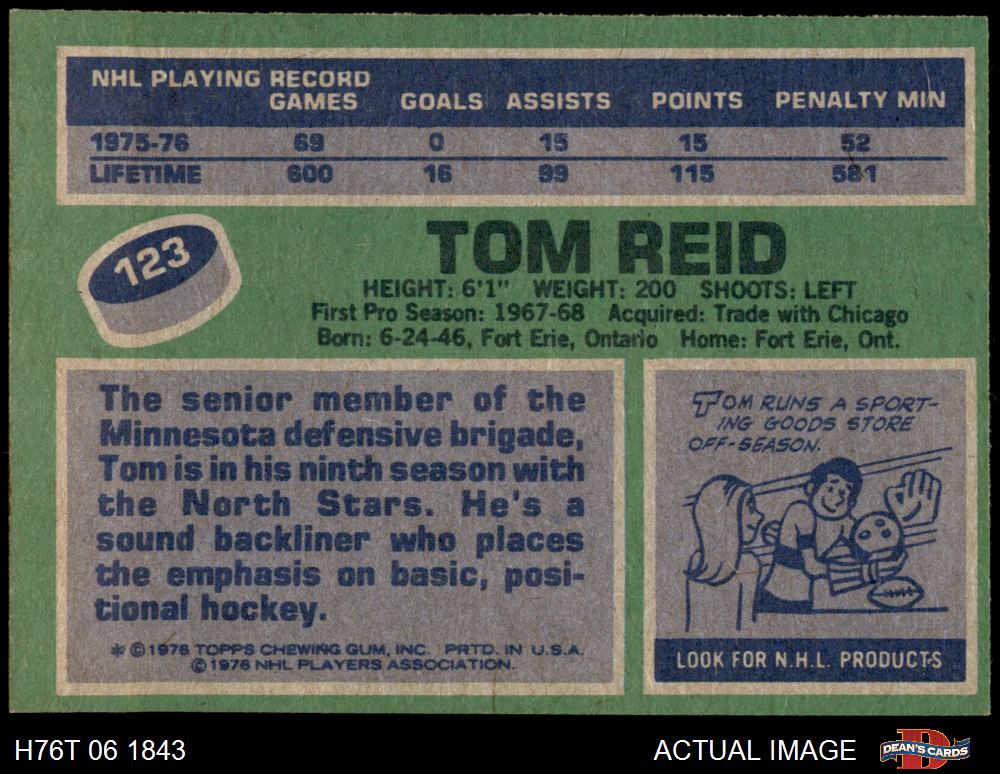 NHL PLAYING RECORD
GAMES GOALS ASSISTS POINTS PENALTY MIN
1975-76 69 0 15 15 52
LIFETIME 600 16 99 115 581
123
TOM REID
HEIGHT: 6'1" WEIGHT: 200 SHOOTS: LEFT
First Pro Season: 1967-68 Acquired: Trade with Chicago
Born: 6-24-46, Fort Erie, Ontario Home: Fort Erie, Ont.
The senior member of the
Minnesota defensive brigade,
Tom is in his ninth season with
the North Stars. He's a
sound backliner who places
the emphasis on basic, posi-
tional hockey.
* © 1976 TOPPS CHEWING GUM, INC. PRTD. IN U.S.A.
© 1976 NHL PLAYERS ASSOCIATION.
TOM RUNS A SPORT-
ING GOODS STORE
OFF-SEASON.
LOOK FOR N.H.L. PRODUCTS
H76T 06 1843 ACTUAL IMAGE DEAN'S CARDS